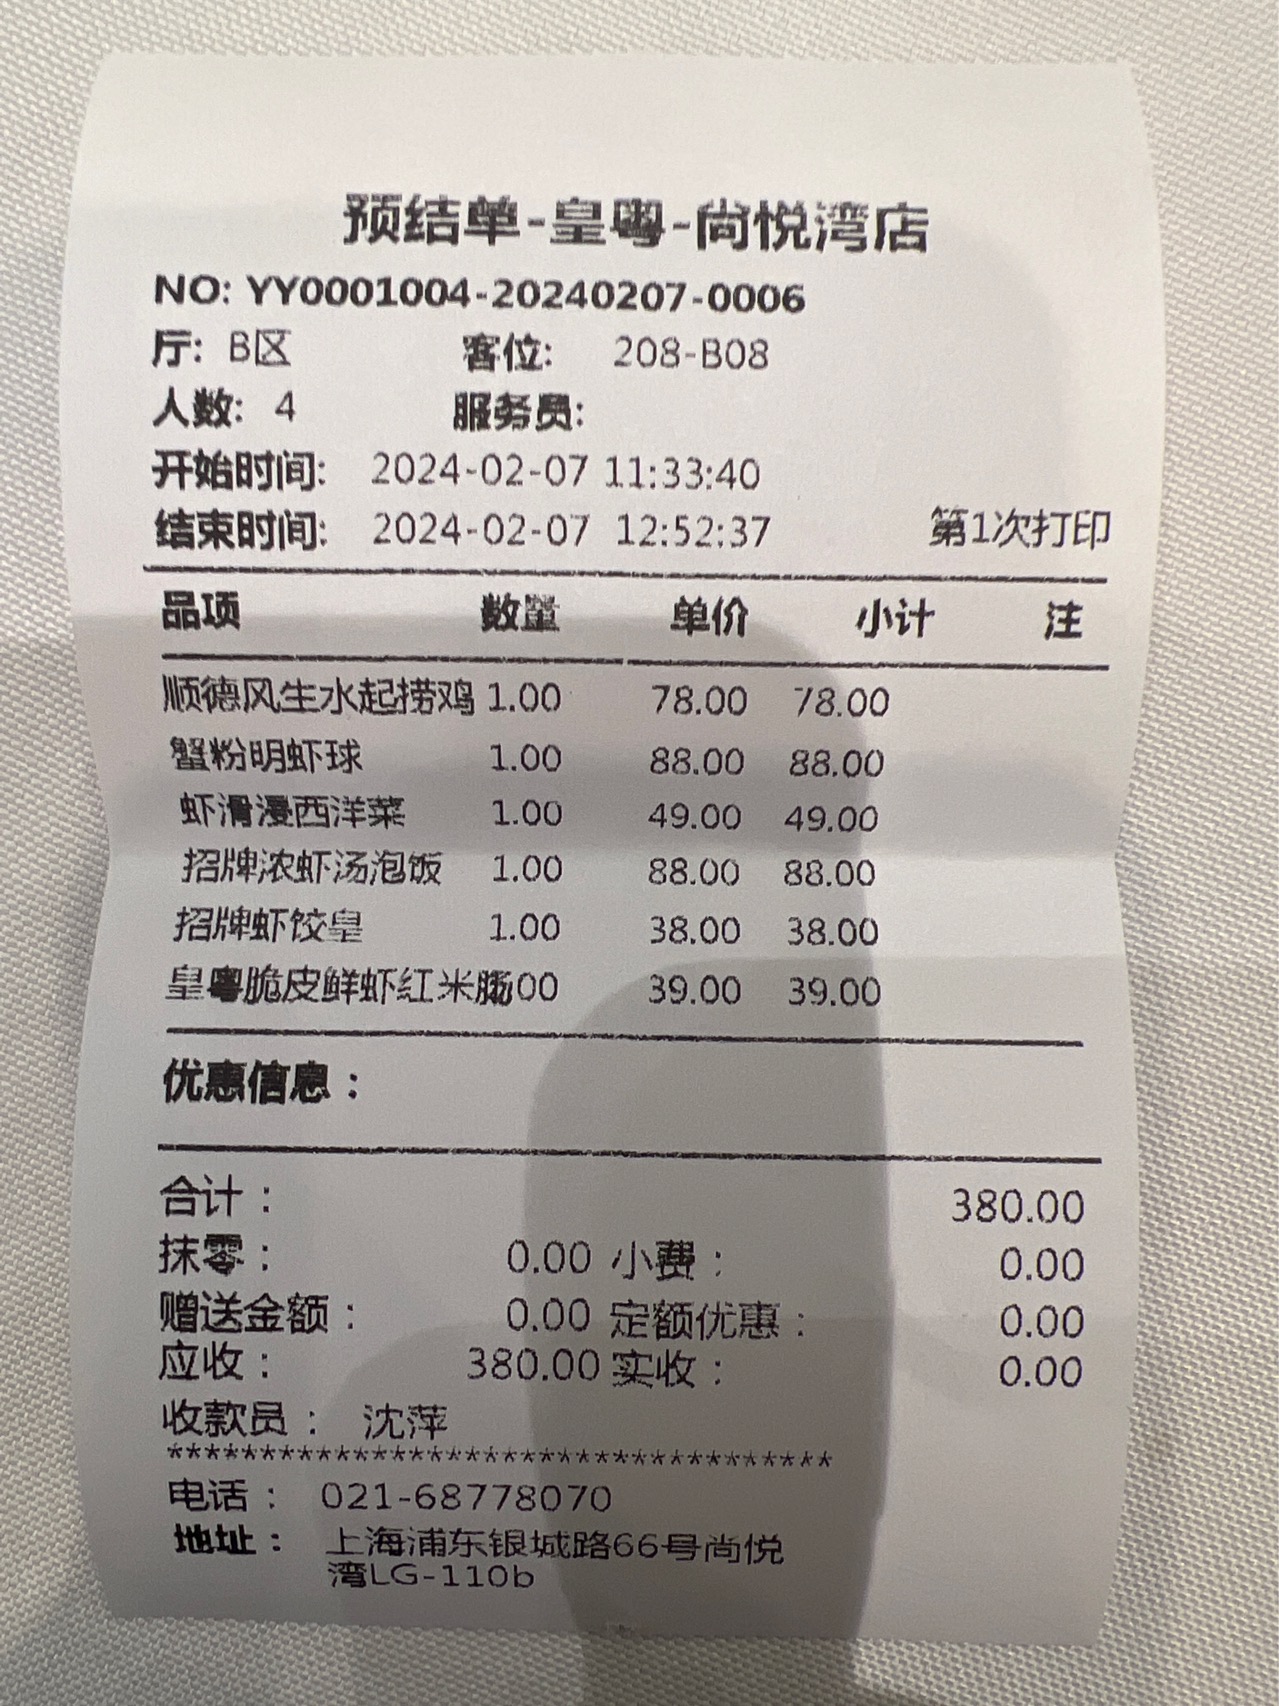 预结单-皇粤-尚悦湾店
NO: YY0001004-20240207-0006
厅: B区 客位: 208-B08
人数: 4 服务员:
开始时间: 2024-02-07 11:33:40
结束时间: 2024-02-07 12:52:37 第1次打印
品项 数量 单价 小计 注
顺德风生水起捞鸡 1.00 78.00 78.00
蟹粉明虾球 1.00 88.00 88.00
虾滑浸西洋菜 1.00 49.00 49.00
招牌浓虾汤泡饭 1.00 88.00 88.00
招牌虾饺皇 1.00 38.00 38.00
皇粤脆皮鲜虾红米肠 1.00 39.00 39.00
优惠信息：
合计： 380.00
抹零： 0.00 小费： 0.00
赠送金额： 0.00 定额优惠： 0.00
应收： 380.00 实收： 0.00
收款员： 沈萍
************************************
电话： 021-68778070
地址： 上海浦东银城路66号尚悦
湾LG-110b